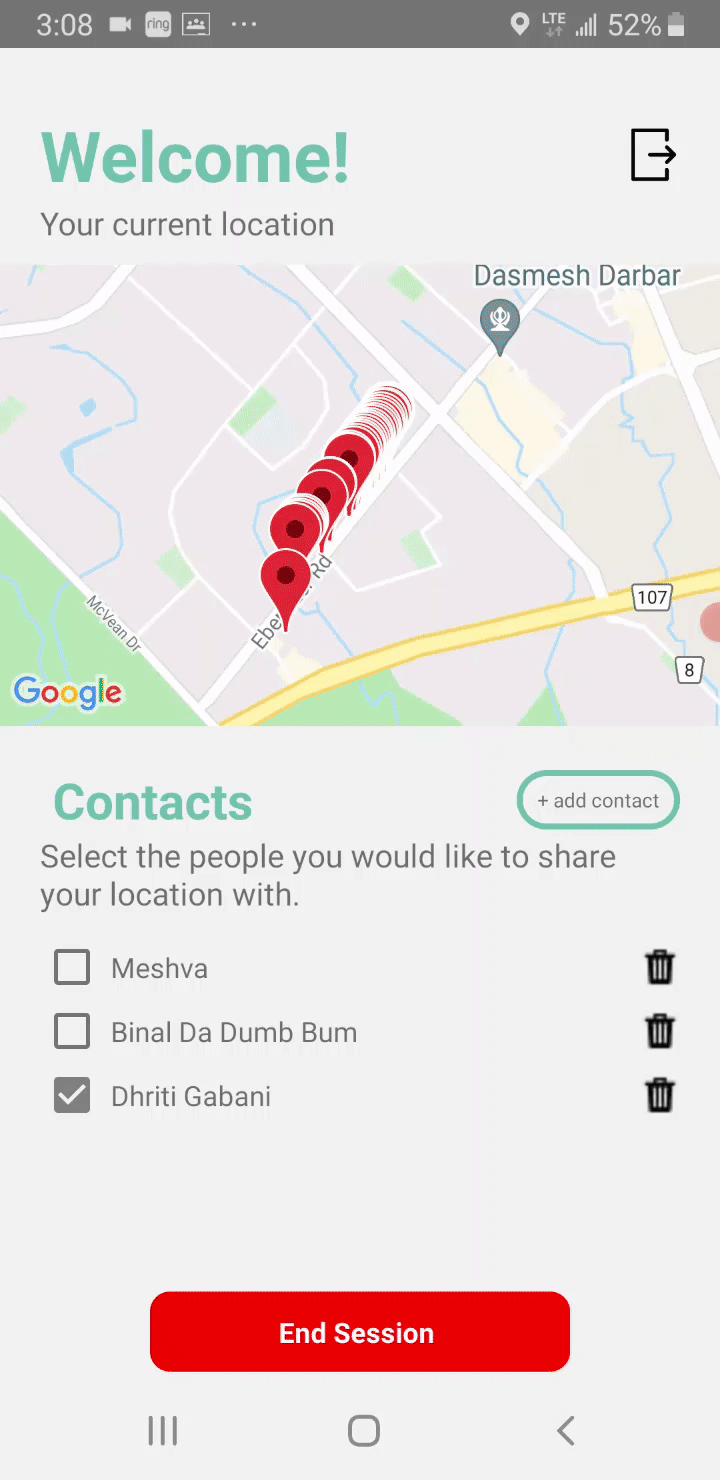 3:08 ring ... LTE 52%
Welcome!
Your current location
Dasmesh Darbar
Rd
107
McVean Dr
8
Google
Contacts
+ add contact
Select the people you would like to share
your location with.
Meshva
Binal Da Dumb Bum
Dhriti Gabani
End Session